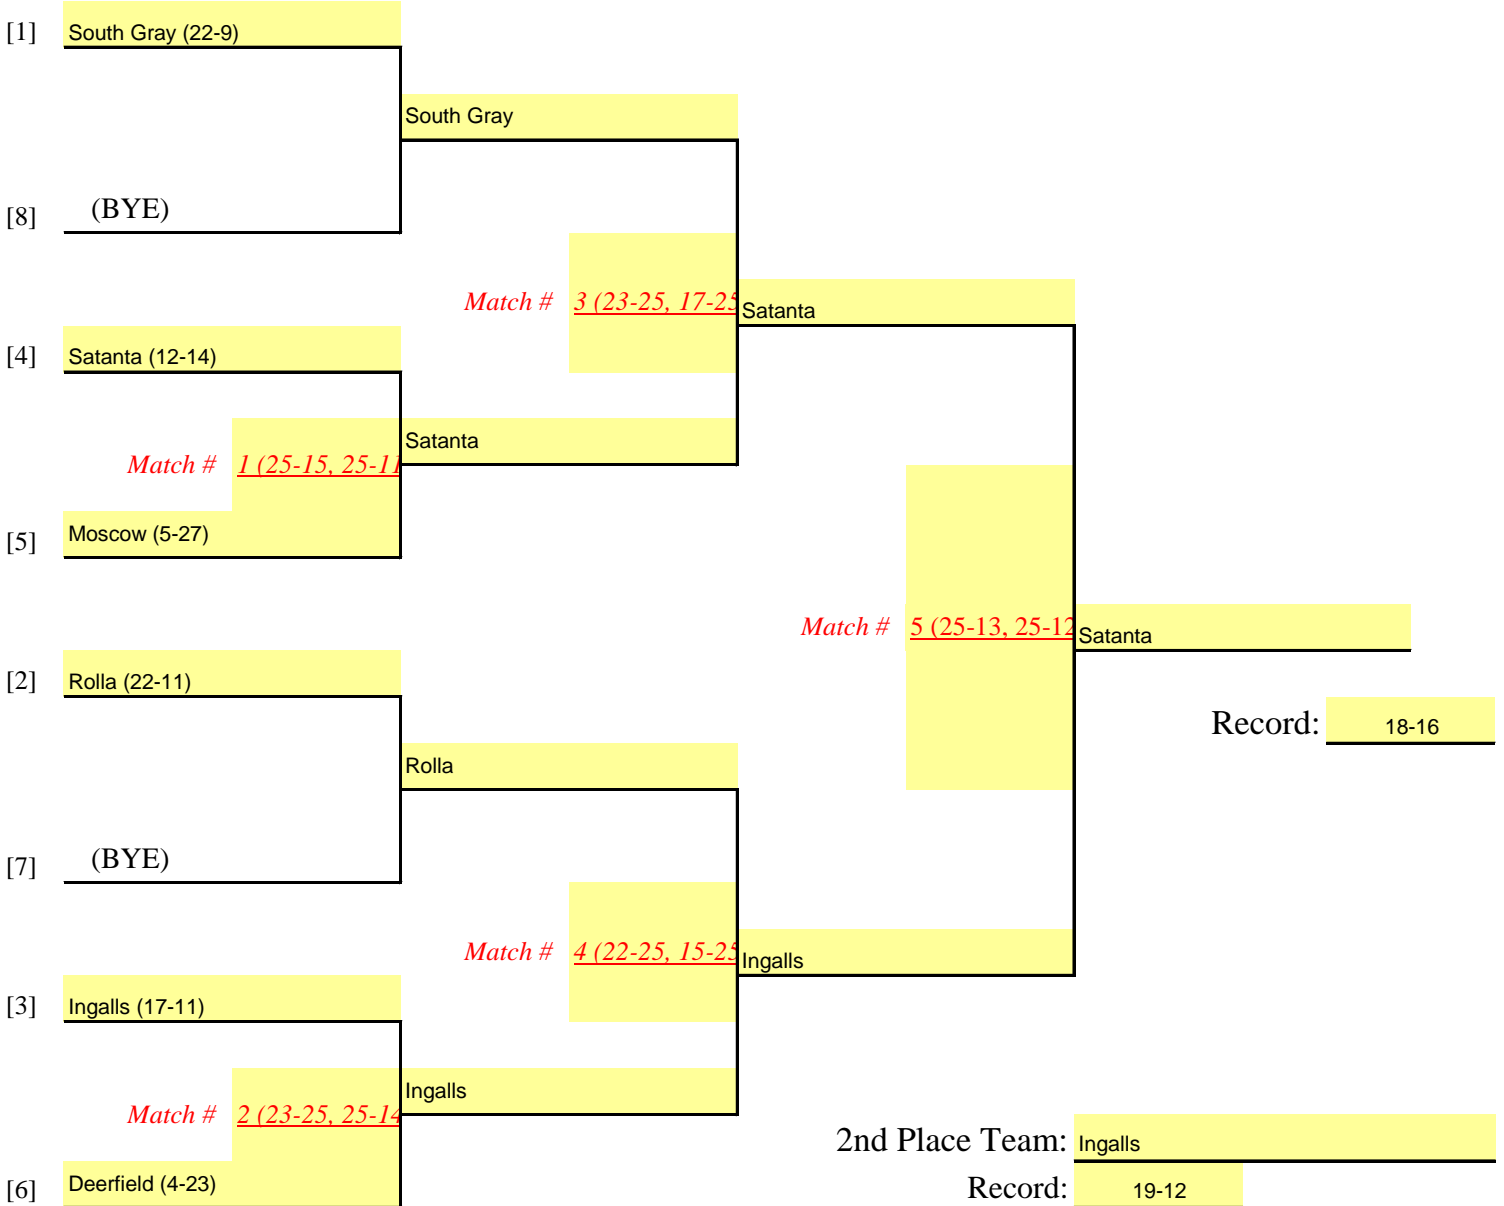 [1] South Gray (22-9)
South Gray
[8] (BYE)
Match # 3 (23-25, 17-25
Satanta
[4] Satanta (12-14)
Satanta
Match # 1 (25-15, 25-11
[5] Moscow (5-27)
Match # 5 (25-13, 25-12
Satanta
[2] Rolla (22-11)
Record: 18-16
Rolla
[7] (BYE)
Match # 4 (22-25, 15-25
Ingalls
[3] Ingalls (17-11)
Ingalls
Match # 2 (23-25, 25-14
2nd Place Team: Ingalls
[6] Deerfield (4-23)
Record: 19-12